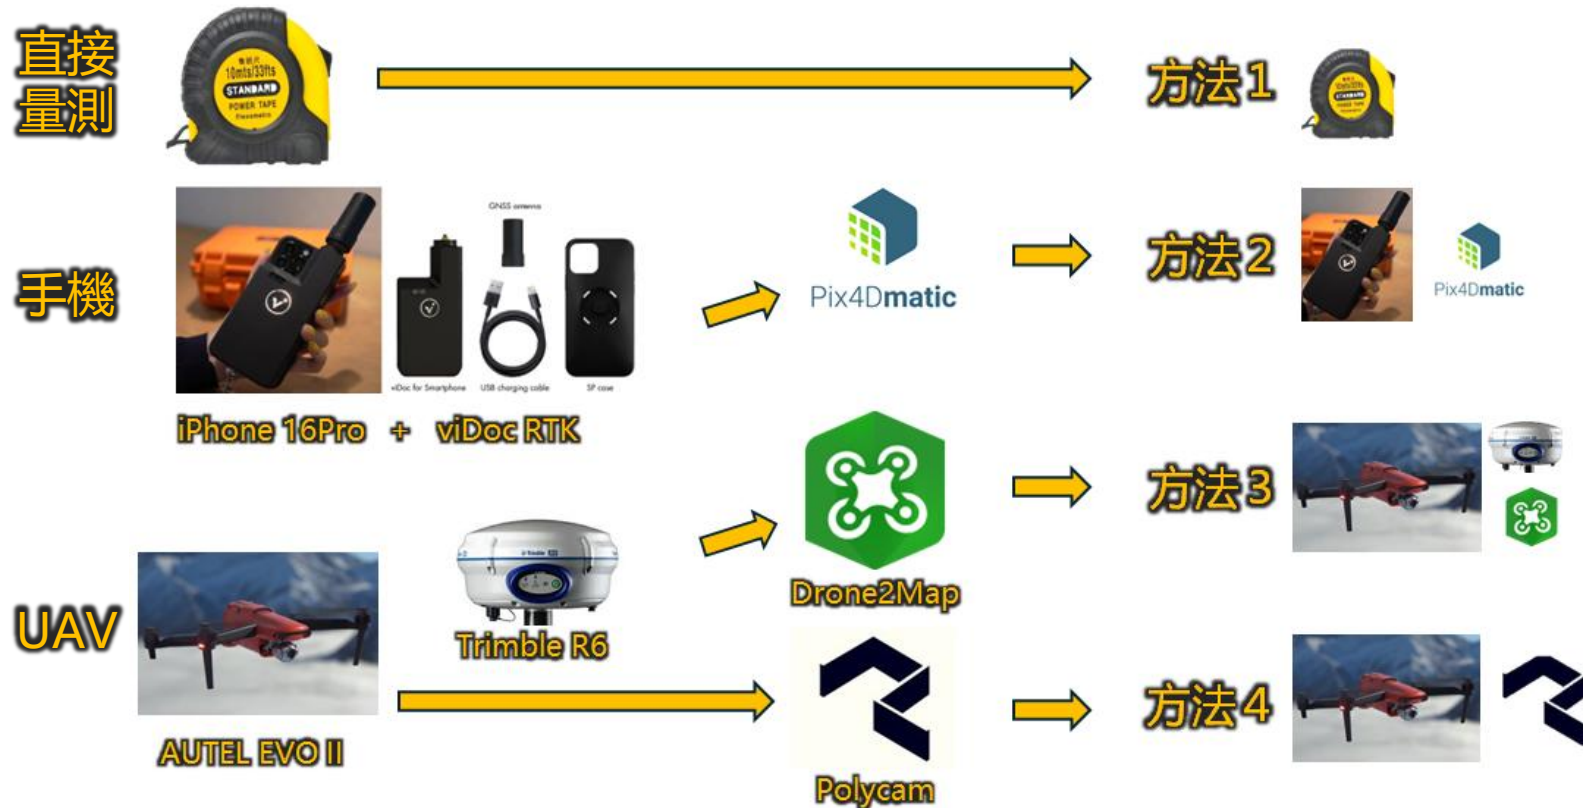 直接
量測
10mts/33fts
STANDARD
POWER TAPE
方法1
手機
GNSS antenna
viDoc for Smartphone
USB charging cable
SP case
iPhone 16Pro + viDoc RTK
Pix4Dmatic
方法2
Pix4Dmatic
UAV
AUTEL EVO II
Trimble R6
Drone2Map
方法3
Polycam
方法4